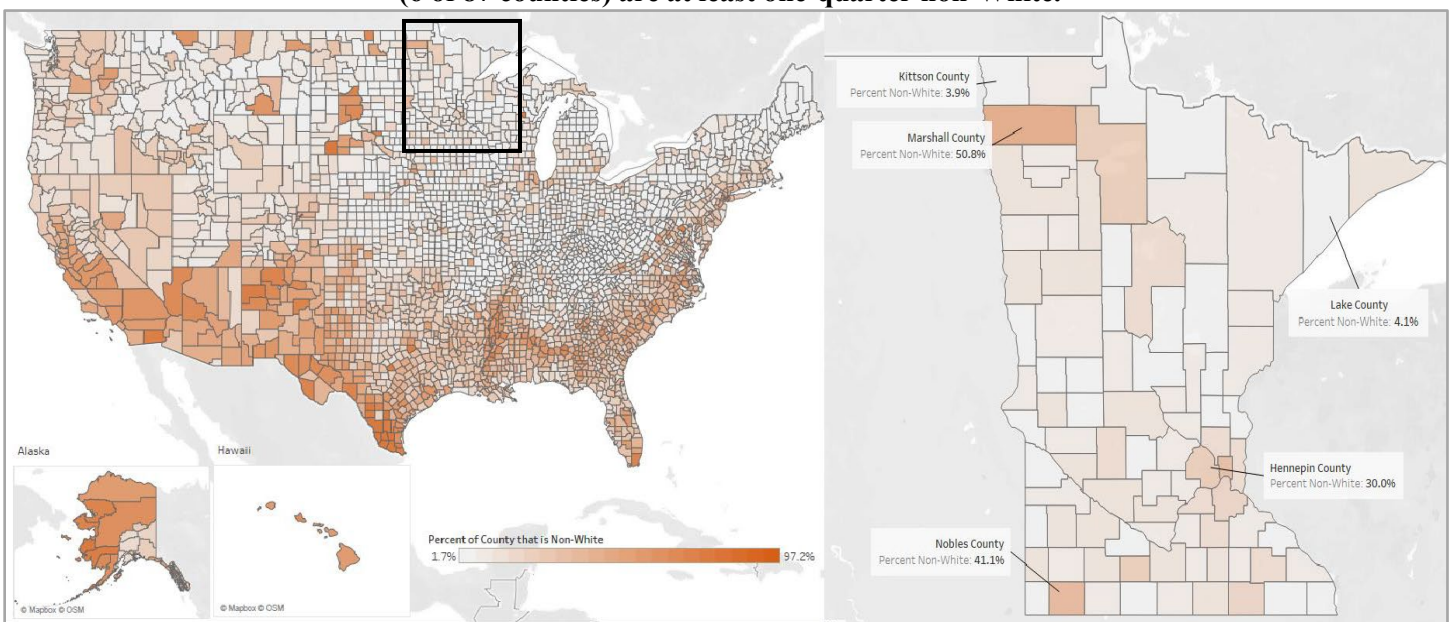 (6 of 87 counties) are at least one-quarter non-White.
Kittson County
Percent Non-White: 3.9%
Marshall County
Percent Non-White: 50.8%
Lake County
Percent Non-White: 4.1%
Hennepin County
Percent Non-White: 30.0%
Nobles County
Percent Non-White: 41.1%
Alaska
Hawaii
Percent of County that is Non-White
1.7%
97.2%
© Mapbox © OSM
© Mapbox © OSM